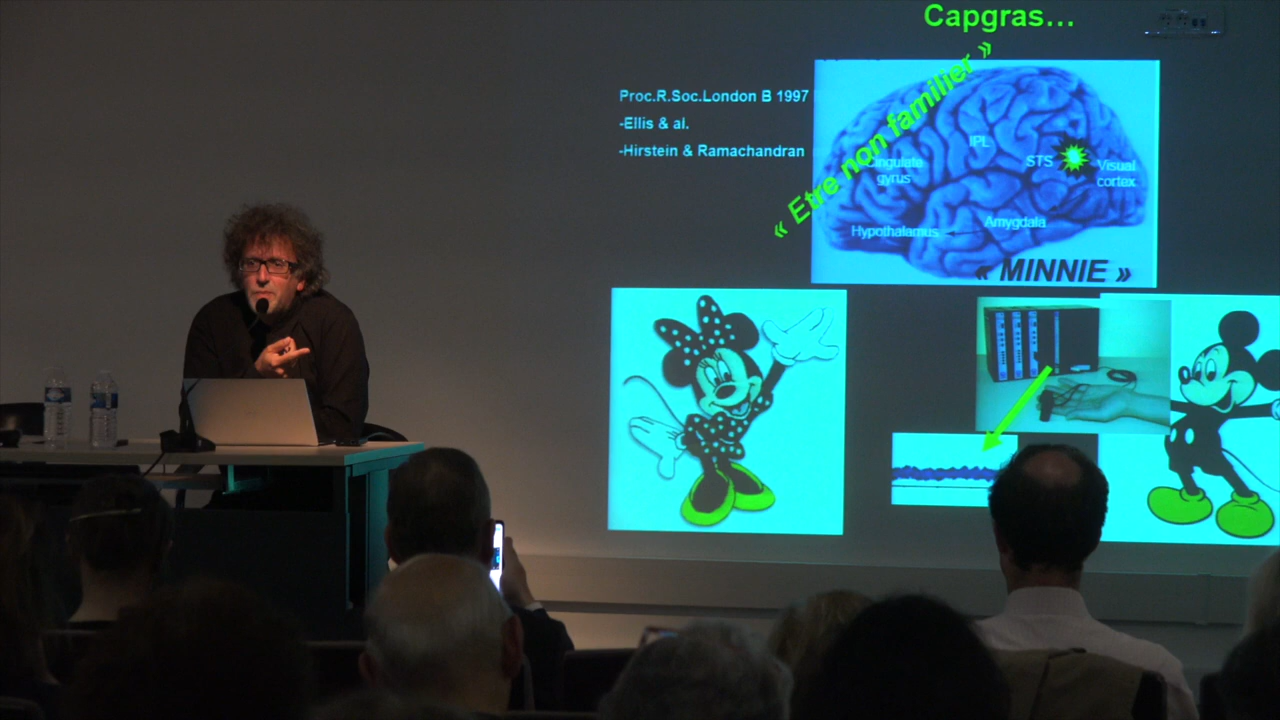 Capgras...
Proc.R.Soc.London B 1997
-Ellis & al.
-Hirstein & Ramachandran
« Etre non familier »
IPL
Cingulate
gyrus
STS
Visual
cortex
Amygdala
Hypothalamus
« MINNIE »